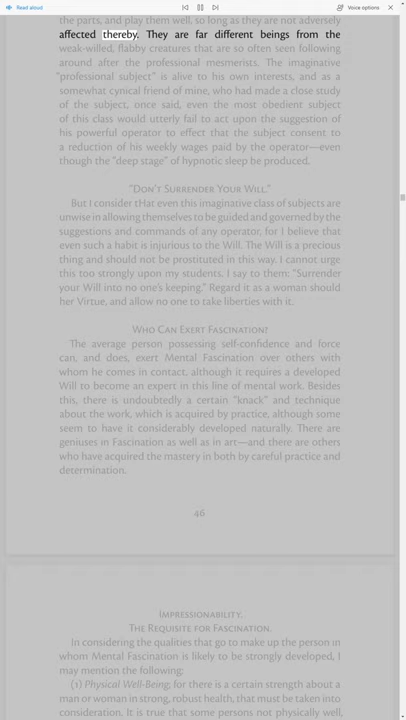 Read aloud
Voice options
the parts, and play them well, so long as they are not adversely
affected thereby. They are far different beings from the
weak-willed, flabby creatures that are so often seen following
around after the professional mesmerists. The imaginative
"professional subject" is alive to his own interests, and as a
somewhat cynical friend of mine, who had made a close study
of the subject, once said, even the most obedient subject
of this class would utterly fail to act upon the suggestion of
his powerful operator to effect that the subject consent to
a reduction of his weekly wages paid by the operator—even
though the "deep stage" of hypnotic sleep be produced.
"Don't Surrender Your Will."
But I consider tHat even this imaginative class of subjects are
unwise in allowing themselves to be guided and governed by the
suggestions and commands of any operator, for I believe that
even such a habit is injurious to the Will. The Will is a precious
thing and should not be prostituted in this way. I cannot urge
this too strongly upon my students. I say to them: "Surrender
your Will into no one's keeping." Regard it as a woman should
her Virtue, and allow no one to take liberties with it.
Who Can Exert Fascination?
The average person possessing self-confidence and force
can, and does, exert Mental Fascination over others with
whom he comes in contact, although it requires a developed
Will to become an expert in this line of mental work. Besides
this, there is undoubtedly a certain "knack" and technique
about the work, which is acquired by practice, although some
seem to have it considerably developed naturally. There are
geniuses in Fascination as well as in art—and there are others
who have acquired the mastery in both by careful practice and
determination.
46
Impressionability.
The Requisite for Fascination.
In considering the qualities that go to make up the person in
whom Mental Fascination is likely to be strongly developed, I
may mention the following:
(1) Physical Well-Being, for there is a certain strength about a
man or woman in strong, robust health, that must be taken into
consideration. It is true that some persons not physically well,